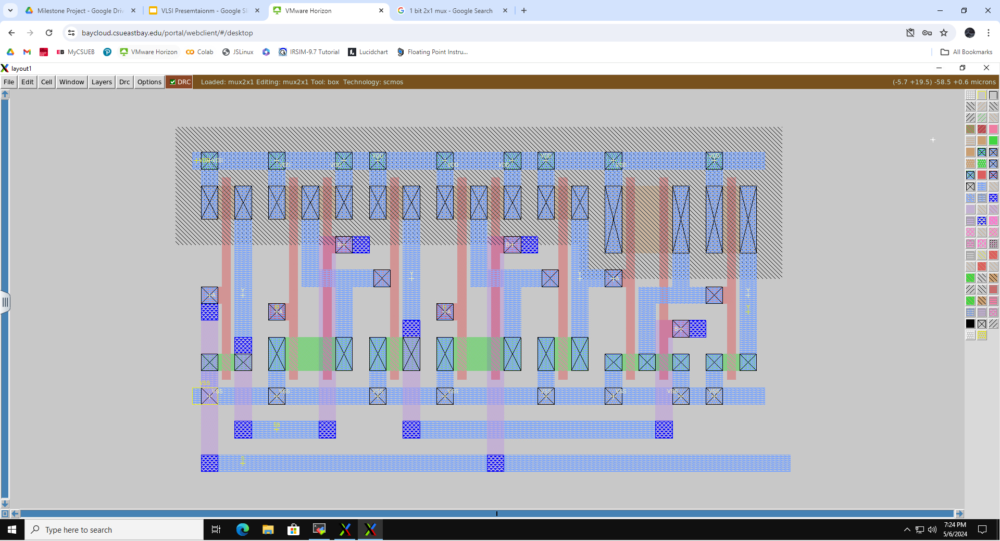 Milestone Project - Google Driv
VLSI Presemtaionm - Google Sl
VMware Horizon
1 bit 2x1 mux - Google Search
baycloud.csueastbay.edu/portal/webclient/#/desktop
MyCSUEB
VMware Horizon
Colab
JSLinux
IRSIM-9.7 Tutorial
Lucidchart
Floating Point Instru...
All Bookmarks
layout1
File Edit Cell Window Layers Drc Options DRC Loaded: mux2x1 Editing: mux2x1 Tool: box Technology: scmos (-5.7 +19.5) -58.5 +0.6 microns
VDD VDD VDD VDD VDD VDD VDD VDD VDD
B B
Y Y A
A Y Y
A A Y
B
VSS
VSS VSS VSS VSS VSS VSS VSS VSS
S
Type here to search
7:24 PM
5/6/2024